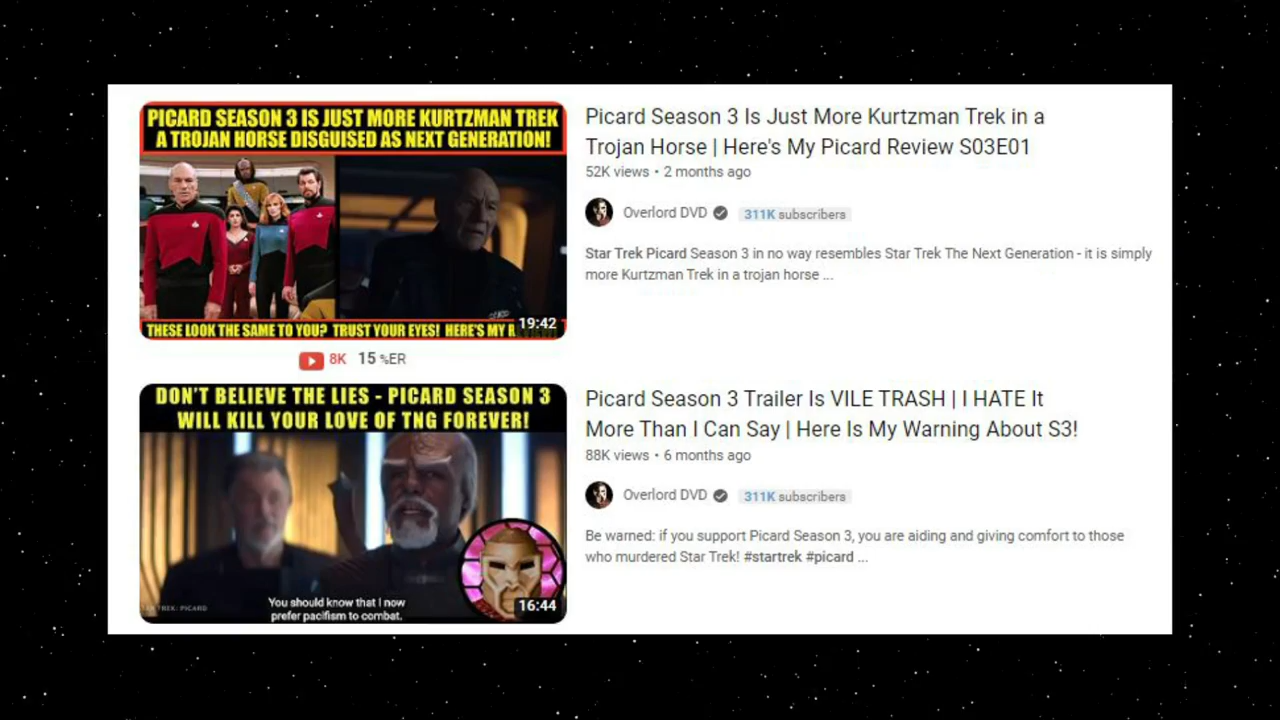 PICARD SEASON 3 IS JUST MORE KURTZMAN TREK
A TROJAN HORSE DISGUISED AS NEXT GENERATION!
THESE LOOK THE SAME TO YOU? TRUST YOUR EYES! HERE'S MY
19:42
Picard Season 3 Is Just More Kurtzman Trek in a
Trojan Horse | Here's My Picard Review S03E01
52K views • 2 months ago
Overlord DVD 311K subscribers
Star Trek Picard Season 3 in no way resembles Star Trek The Next Generation - it is simply
more Kurtzman Trek in a trojan horse ...
8K 15 %ER
DON'T BELIEVE THE LIES - PICARD SEASON 3
WILL KILL YOUR LOVE OF TNG FOREVER!
TREK: PICARD
You should know that I now
prefer pacifism to combat.
16:44
Picard Season 3 Trailer Is VILE TRASH | I HATE It
More Than I Can Say | Here Is My Warning About S3!
88K views • 6 months ago
Overlord DVD 311K subscribers
Be warned: if you support Picard Season 3, you are aiding and giving comfort to those
who murdered Star Trek! #startrek #picard ...